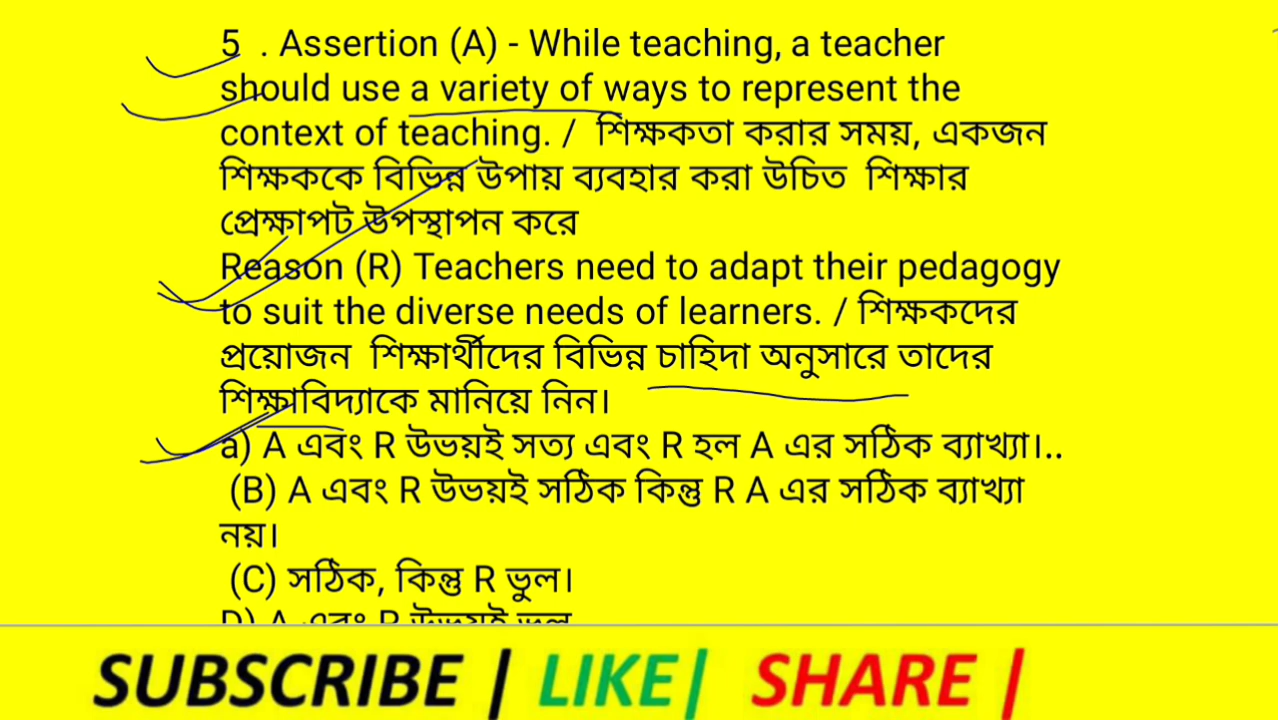 5 . Assertion (A) - While teaching, a teacher
should use a variety of ways to represent the
context of teaching. / শিক্ষকতা করার সময়, একজন
শিক্ষককে বিভিন্ন উপায় ব্যবহার করা উচিত শিক্ষার
প্রেক্ষাপট উপস্থাপন করে
Reason (R) Teachers need to adapt their pedagogy
to suit the diverse needs of learners. / শিক্ষকদের
প্রয়োজন শিক্ষার্থীদের বিভিন্ন চাহিদা অনুসারে তাদের
শিক্ষাবিদ্যাকে মানিয়ে নিন।
a) A এবং R উভয়ই সত্য এবং R হল A এর সঠিক ব্যাখ্যা।..
(B) A এবং R উভয়ই সঠিক কিন্তু R A এর সঠিক ব্যাখ্যা
নয়।
(C) সঠিক, কিন্তু R ভুল।
D) A এবং R উভয়ই ভুল
SUBSCRIBE | LIKE| SHARE |